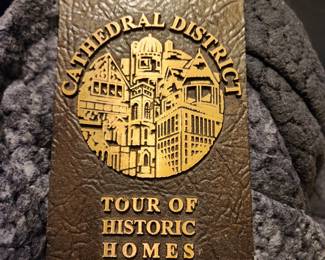 CATHEDRAL DISTRICT
TOUR OF
HISTORIC
HOMES